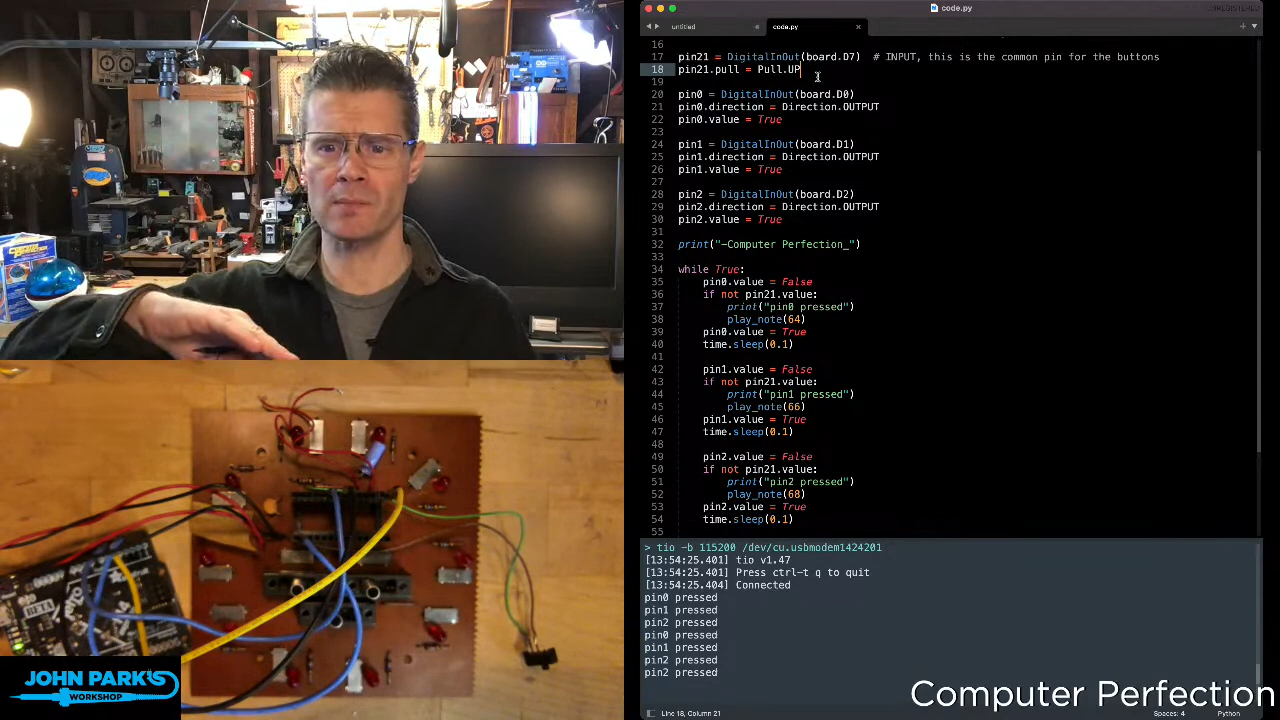 code.py
UNREGISTERED
untitled
code.py
16
17 pin21 = DigitalInOut(board.D7)  # INPUT, this is the common pin for the buttons
18 pin21.pull = Pull.UP
19
20 pin0 = DigitalInOut(board.D0)
21 pin0.direction = Direction.OUTPUT
22 pin0.value = True
23
24 pin1 = DigitalInOut(board.D1)
25 pin1.direction = Direction.OUTPUT
26 pin1.value = True
27
28 pin2 = DigitalInOut(board.D2)
29 pin2.direction = Direction.OUTPUT
30 pin2.value = True
31
32 print("-Computer Perfection_")
33
34 while True:
35     pin0.value = False
36     if not pin21.value:
37         print("pin0 pressed")
38         play_note(64)
39     pin0.value = True
40     time.sleep(0.1)
41
42     pin1.value = False
43     if not pin21.value:
44         print("pin1 pressed")
45         play_note(66)
46     pin1.value = True
47     time.sleep(0.1)
48
49     pin2.value = False
50     if not pin21.value:
51         print("pin2 pressed")
52         play_note(68)
53     pin2.value = True
54     time.sleep(0.1)
55
> tio -b 115200 /dev/cu.usbmodem1424201
[13:54:25.401] tio v1.47
[13:54:25.401] Press ctrl-t q to quit
[13:54:25.404] Connected
pin0 pressed
pin1 pressed
pin2 pressed
pin0 pressed
pin1 pressed
pin2 pressed
pin2 pressed
Line 18, Column 21
Spaces: 4
Python
Computer Perfection
BETA
JOHN PARK'S
WORKSHOP